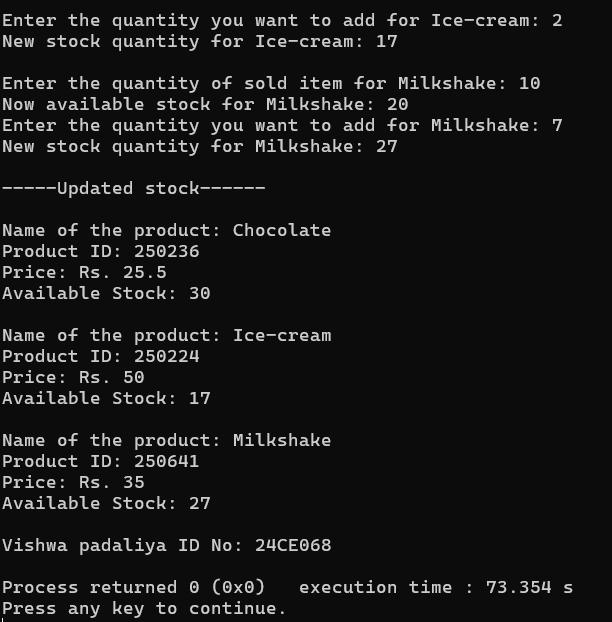 Enter the quantity you want to add for Ice-cream: 2
New stock quantity for Ice-cream: 17
Enter the quantity of sold item for Milkshake: 10
Now available stock for Milkshake: 20
Enter the quantity you want to add for Milkshake: 7
New stock quantity for Milkshake: 27
-----Updated stock------
Name of the product: Chocolate
Product ID: 250236
Price: Rs. 25.5
Available Stock: 30
Name of the product: Ice-cream
Product ID: 250224
Price: Rs. 50
Available Stock: 17
Name of the product: Milkshake
Product ID: 250641
Price: Rs. 35
Available Stock: 27
Vishwa padaliya ID No: 24CE068
Process returned 0 (0x0)   execution time : 73.354 s
Press any key to continue.